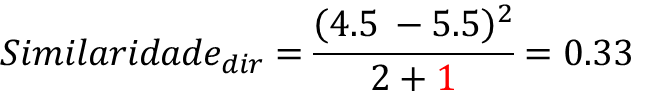 Similaridade_dir = (4.5 − 5.5)² / (2 + 1) = 0.33